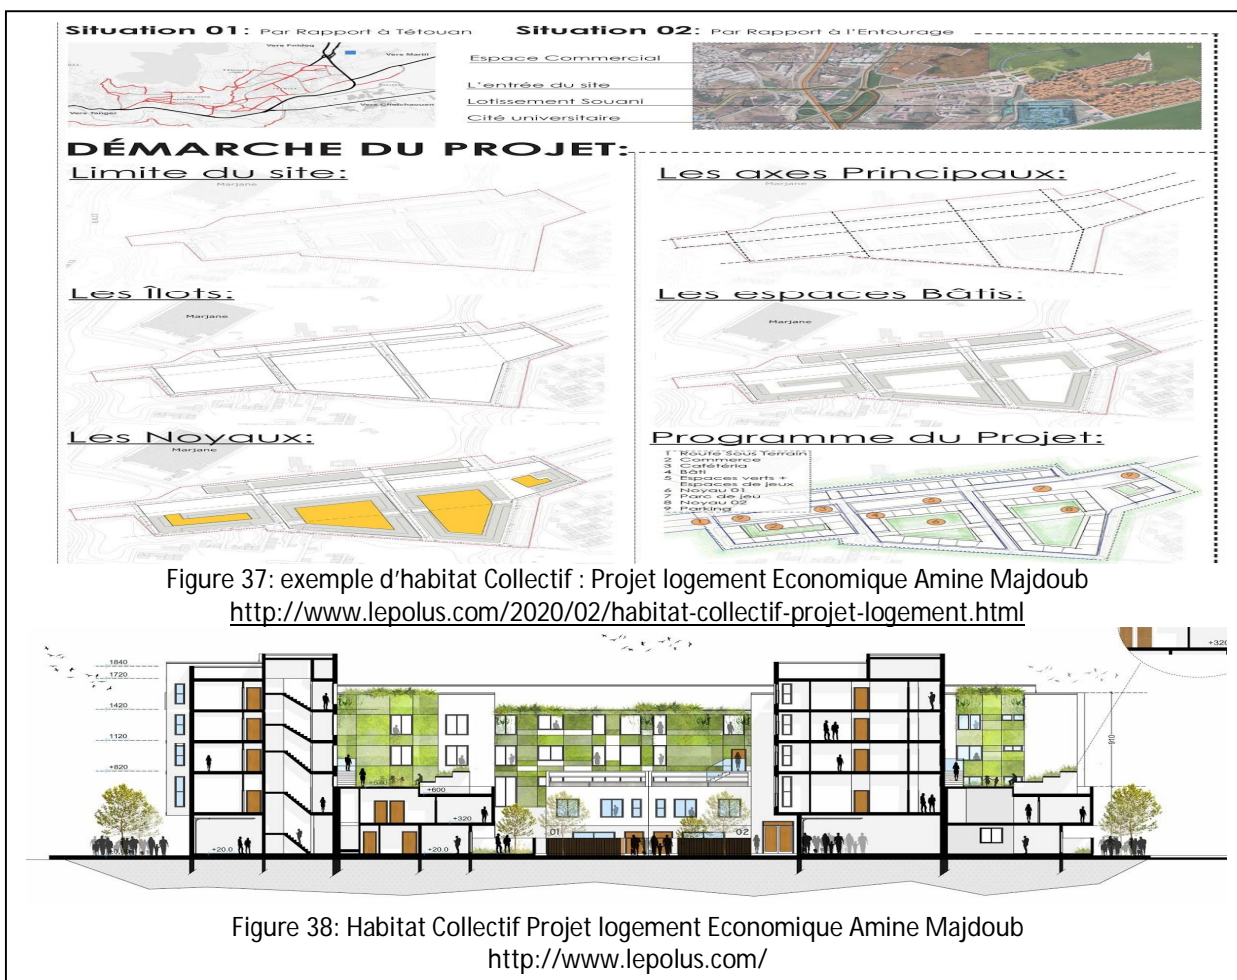 Situation 01: Par Rapport à Tétouan
Situation 02: Par Rapport à l'Entourage
Vers Fnideq
Vers Martil
Vers Chefchaouen
Vers Tanger
Espace Commercial
L'entrée du site
Lotissement Souani
Cité universitaire
DÉMARCHE DU PROJET:
Limite du site:
Marjane
Les axes Principaux:
Les Îlots:
Marjane
Les espaces Bâtis:
Marjane
Les Noyaux:
Marjane
Programme du Projet:
1 Route Sous Terrain
2 Commerce
3 Cafétéria
4 Bâti
5 Espaces verts +
Espaces de jeux
6 Noyau 01
7 Parc de jeu
8 Noyau 02
9 Parking
Figure 37: exemple d'habitat Collectif : Projet logement Economique Amine Majdoub
http://www.lepolus.com/2020/02/habitat-collectif-projet-logement.html
1840
1720
1420
1120
+820
+600
+320
+20.0
+20.0
01
02
910
+320
Figure 38: Habitat Collectif Projet logement Economique Amine Majdoub
http://www.lepolus.com/